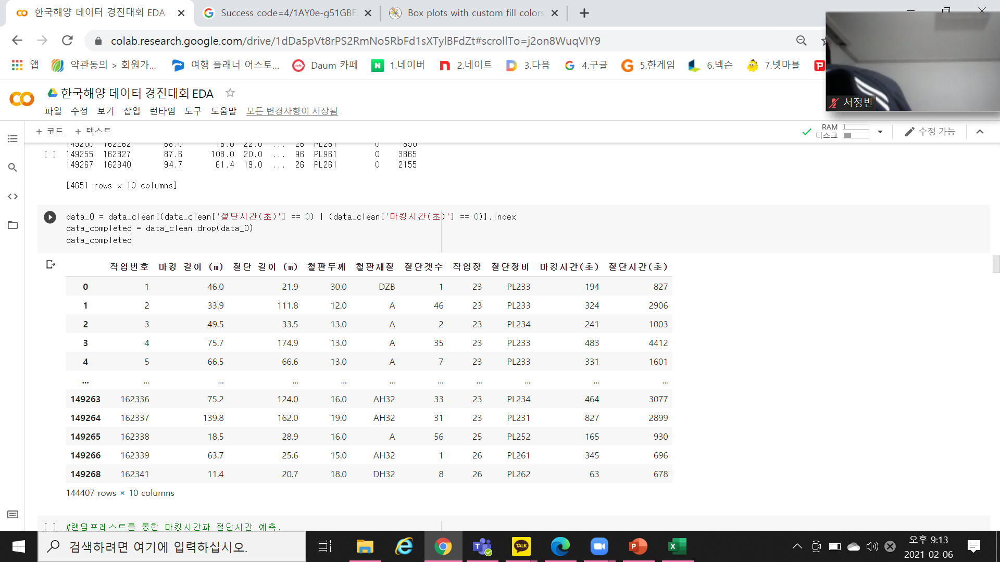 한국해양 데이터 경진대회 EDA
Success code=4/1AY0e-g51GBF
Box plots with custom fill colors
colab.research.google.com/drive/1dDa5pVt8rPS2RmNo5RbFd1sXTylBFdZt#scrollTo=j2on8WuqVIY9
앱
약관동의 > 회원가...
여행 플래너 어스토...
Daum 카페
1.네이버
2.네이트
3.다음
4.구글
5.한게임
6.넥슨
7.넷마블
서정빈
한국해양 데이터 경진대회 EDA
파일 수정 보기 삽입 런타임 도구 도움말 모든 변경사항이 저장됨
+ 코드 + 텍스트
RAM
디스크
수정 가능
149260 162262 68.0 18.0 22.0 ... 26 PL261 0 850
[ ] 149255 162327 87.6 108.0 20.0 ... 96 PL961 0 3865
149267 162340 94.7 61.4 19.0 ... 26 PL261 0 2155
[4651 rows x 10 columns]
data_0 = data_clean[(data_clean['절단시간(초)'] == 0) | (data_clean['마킹시간(초)'] == 0)].index
data_completed = data_clean.drop(data_0)
data_completed
작업번호 마킹 길이 (m) 절단 길이 (m) 철판두께 철판재질 절단갯수 작업장 절단장비 마킹시간(초) 절단시간(초)
0 1 46.0 21.9 30.0 DZB 1 23 PL233 194 827
1 2 33.9 111.8 12.0 A 46 23 PL233 324 2906
2 3 49.5 33.5 13.0 A 2 23 PL234 241 1003
3 4 75.7 174.9 13.0 A 35 23 PL233 483 4412
4 5 66.5 66.6 13.0 A 7 23 PL233 331 1601
... ... ... ... ... ... ... ... ... ... ...
149263 162336 75.2 124.0 16.0 AH32 33 23 PL234 464 3077
149264 162337 139.8 162.0 19.0 AH32 31 23 PL231 827 2899
149265 162338 18.5 28.9 16.0 A 56 25 PL252 165 930
149266 162339 63.7 25.6 15.0 AH32 1 26 PL261 345 696
149268 162341 11.4 20.7 18.0 DH32 8 26 PL262 63 678
144407 rows × 10 columns
[ ] #랜덤포레스트를 통한 마킹시간과 절단시간 예측.
검색하려면 여기에 입력하십시오.
TALK
오후 9:13
2021-02-06